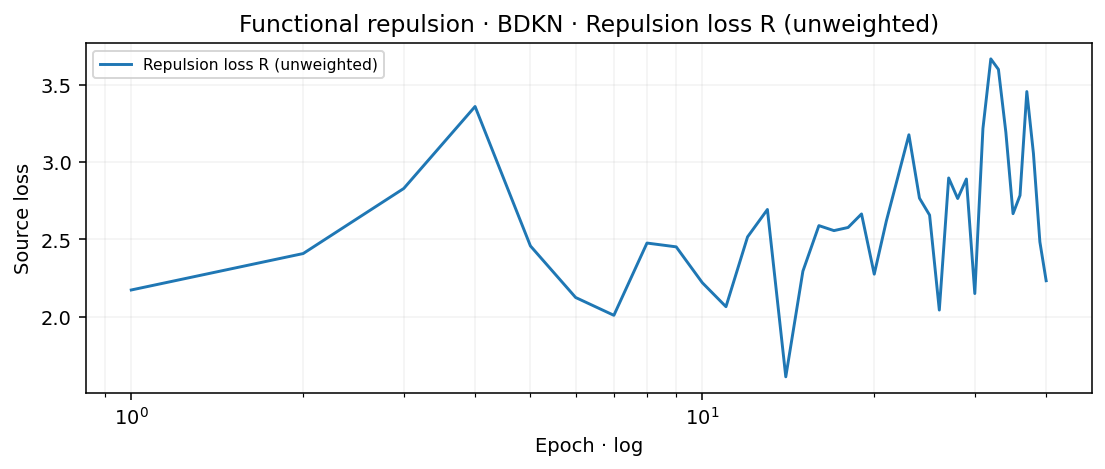 Functional repulsion · BDKN · Repulsion loss R (unweighted)
Repulsion loss R (unweighted)
Source loss
3.5
3.0
2.5
2.0
10⁰
10¹
Epoch · log